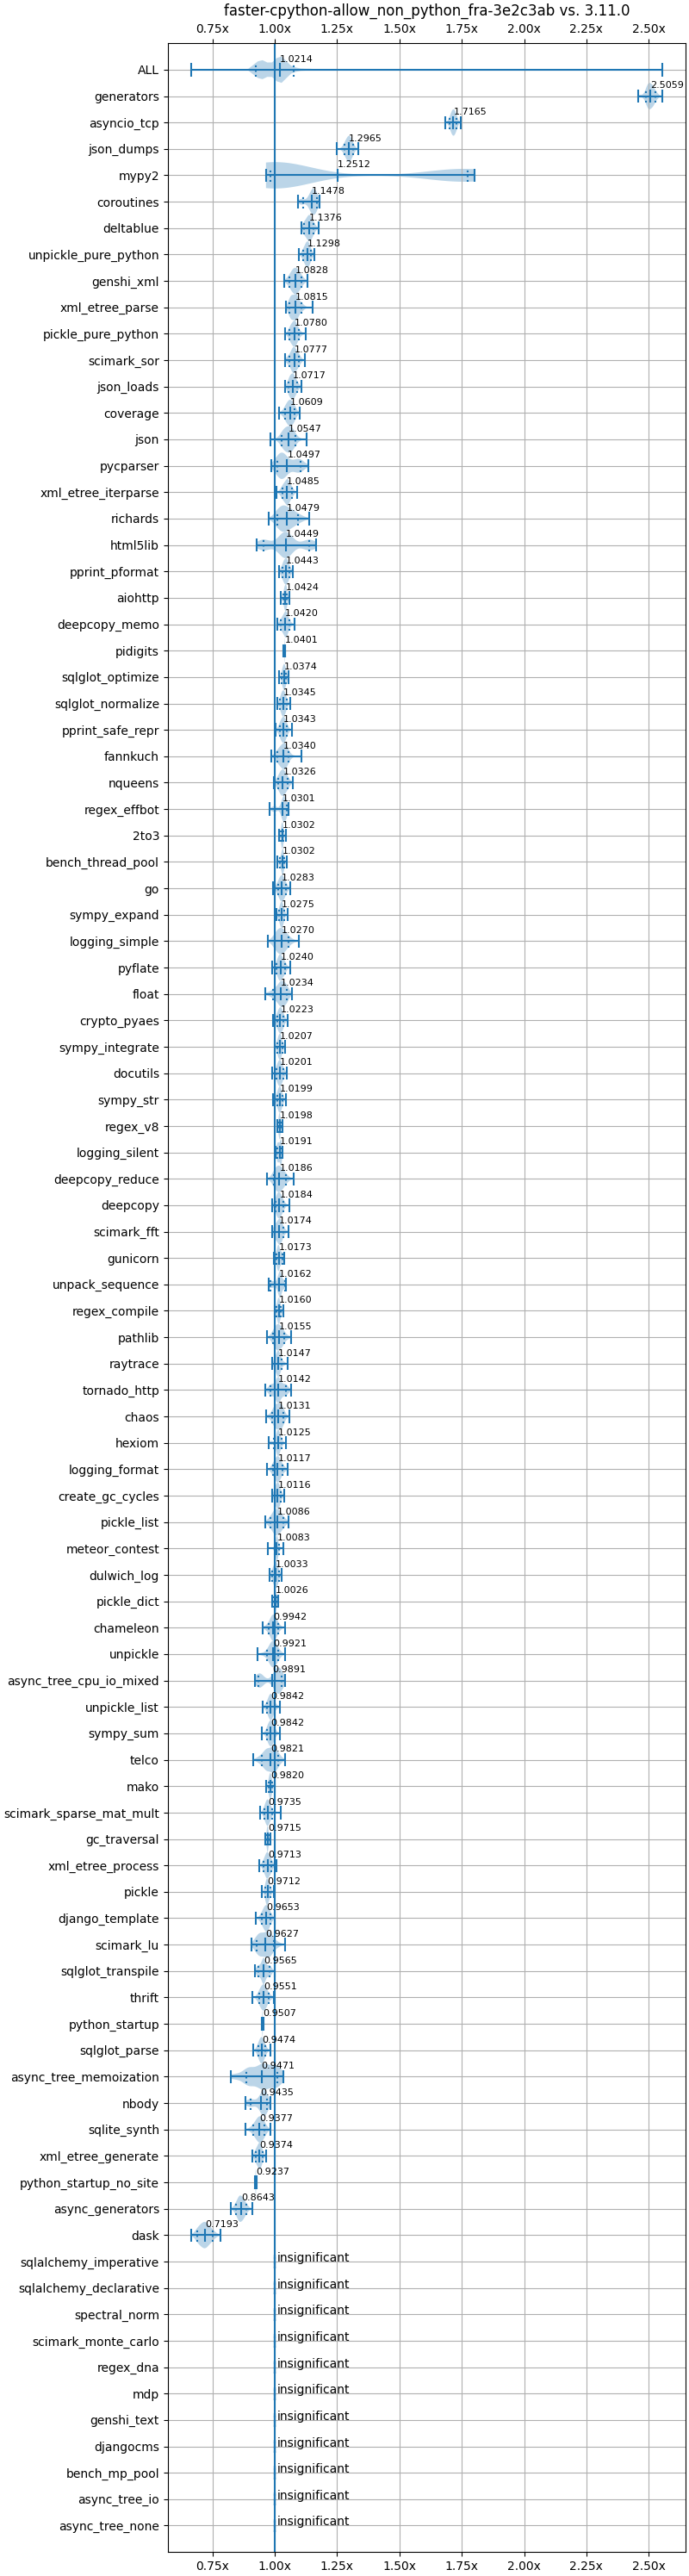 faster-cpython-allow_non_python_fra-3e2c3ab vs. 3.11.0
0.75x 1.00x 1.25x 1.50x 1.75x 2.00x 2.25x 2.50x
ALL 1.0214
generators 2.5059
asyncio_tcp 1.7165
json_dumps 1.2965
mypy2 1.2512
coroutines 1.1478
deltablue 1.1376
unpickle_pure_python 1.1298
genshi_xml 1.0828
xml_etree_parse 1.0815
pickle_pure_python 1.0780
scimark_sor 1.0777
json_loads 1.0717
coverage 1.0609
json 1.0547
pycparser 1.0497
xml_etree_iterparse 1.0485
richards 1.0479
html5lib 1.0449
pprint_pformat 1.0443
aiohttp 1.0424
deepcopy_memo 1.0420
pidigits 1.0401
sqlglot_optimize 1.0374
sqlglot_normalize 1.0345
pprint_safe_repr 1.0343
fannkuch 1.0340
nqueens 1.0326
regex_effbot 1.0301
2to3 1.0302
bench_thread_pool 1.0302
go 1.0283
sympy_expand 1.0275
logging_simple 1.0270
pyflate 1.0240
float 1.0234
crypto_pyaes 1.0223
sympy_integrate 1.0207
docutils 1.0201
sympy_str 1.0199
regex_v8 1.0198
logging_silent 1.0191
deepcopy_reduce 1.0186
deepcopy 1.0184
scimark_fft 1.0174
gunicorn 1.0173
unpack_sequence 1.0162
regex_compile 1.0160
pathlib 1.0155
raytrace 1.0147
tornado_http 1.0142
chaos 1.0131
hexiom 1.0125
logging_format 1.0117
create_gc_cycles 1.0116
pickle_list 1.0086
meteor_contest 1.0083
dulwich_log 1.0033
pickle_dict 1.0026
chameleon 0.9942
unpickle 0.9921
async_tree_cpu_io_mixed 0.9891
unpickle_list 0.9842
sympy_sum 0.9842
telco 0.9821
mako 0.9820
scimark_sparse_mat_mult 0.9735
gc_traversal 0.9715
xml_etree_process 0.9713
pickle 0.9712
django_template 0.9653
scimark_lu 0.9627
sqlglot_transpile 0.9565
thrift 0.9551
python_startup 0.9507
sqlglot_parse 0.9474
async_tree_memoization 0.9471
nbody 0.9435
sqlite_synth 0.9377
xml_etree_generate 0.9374
python_startup_no_site 0.9237
async_generators 0.8643
dask 0.7193
sqlalchemy_imperative insignificant
sqlalchemy_declarative insignificant
spectral_norm insignificant
scimark_monte_carlo insignificant
regex_dna insignificant
mdp insignificant
genshi_text insignificant
djangocms insignificant
bench_mp_pool insignificant
async_tree_io insignificant
async_tree_none insignificant
0.75x 1.00x 1.25x 1.50x 1.75x 2.00x 2.25x 2.50x